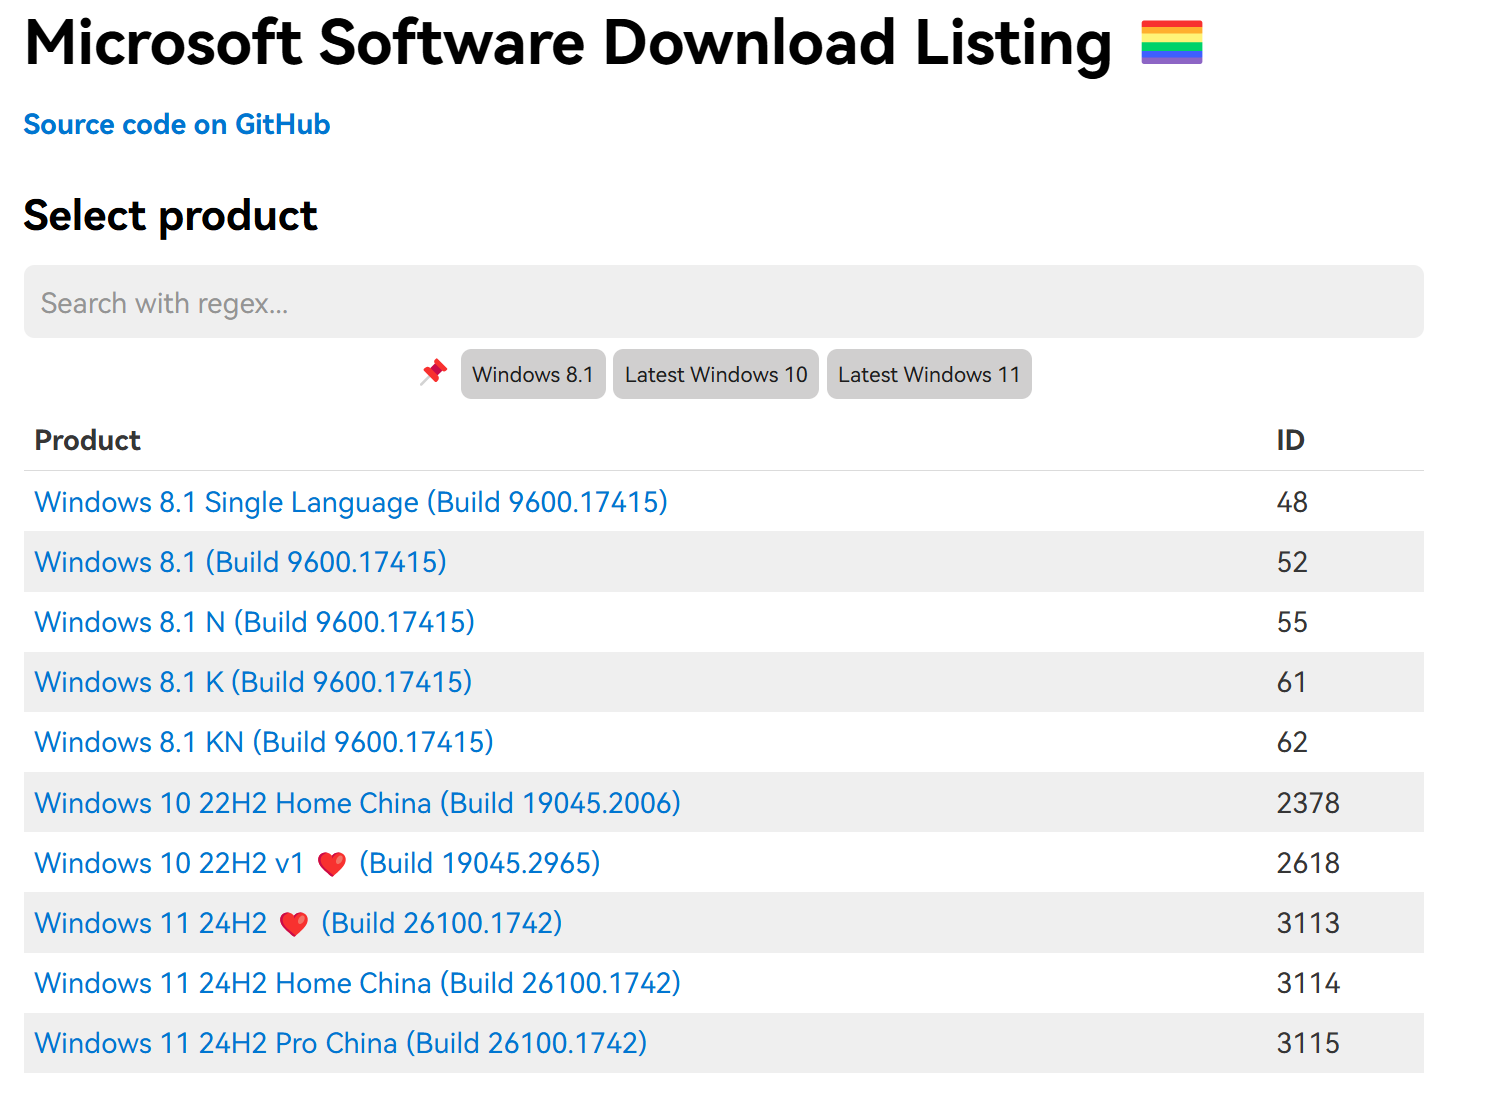 Microsoft Software Download Listing 🏳️‍🌈
Source code on GitHub
Select product
Search with regex...
📌 Windows 8.1 Latest Windows 10 Latest Windows 11
Product ID
Windows 8.1 Single Language (Build 9600.17415) 48
Windows 8.1 (Build 9600.17415) 52
Windows 8.1 N (Build 9600.17415) 55
Windows 8.1 K (Build 9600.17415) 61
Windows 8.1 KN (Build 9600.17415) 62
Windows 10 22H2 Home China (Build 19045.2006) 2378
Windows 10 22H2 v1 ❤️ (Build 19045.2965) 2618
Windows 11 24H2 ❤️ (Build 26100.1742) 3113
Windows 11 24H2 Home China (Build 26100.1742) 3114
Windows 11 24H2 Pro China (Build 26100.1742) 3115